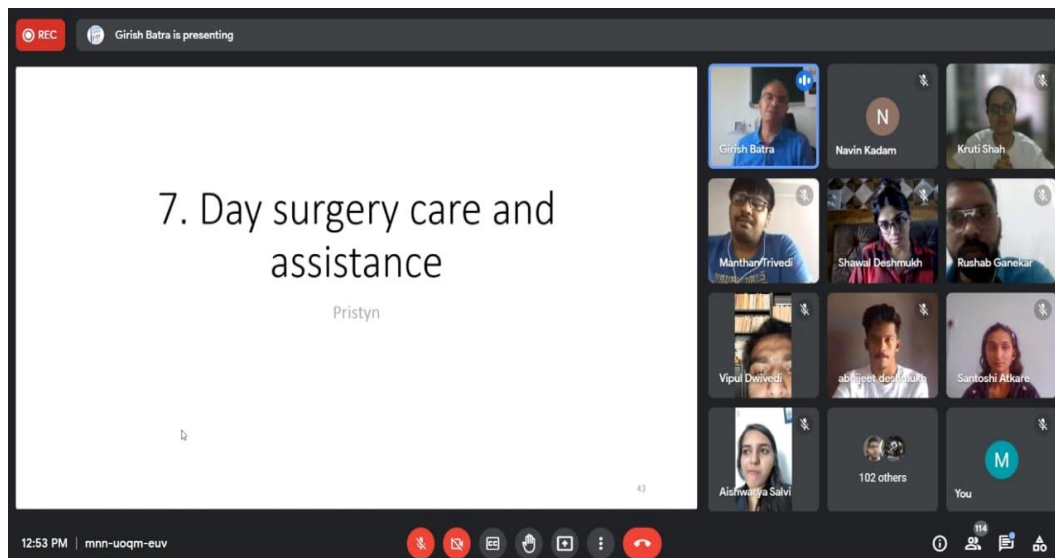 REC
Girish Batra is presenting
7. Day surgery care and
assistance
Pristyn
43
Girish Batra
N
Navin Kadam
Kruti Shah
Manthan Trivedi
Shawal Deshmukh
Rushab Ganekar
Vipul Dwivedi
abhijeet deshmukh
Santoshi Atkare
Aishwarya Salvi
102 others
M
You
12:53 PM | mnn-uoqm-euv
CC
114